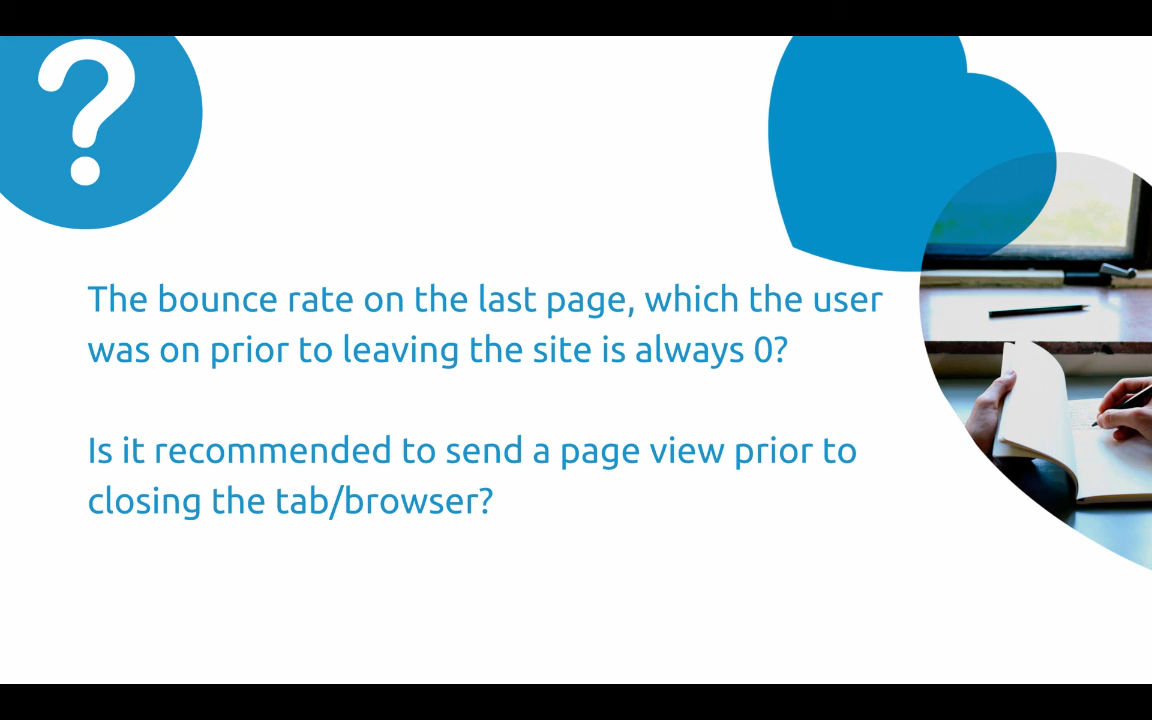 ?
The bounce rate on the last page, which the user
was on prior to leaving the site is always 0?
Is it recommended to send a page view prior to
closing the tab/browser?